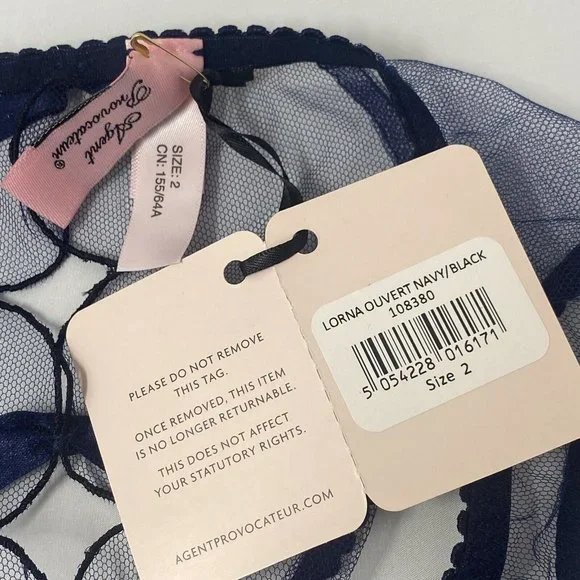 Agent
Provocateur®
SIZE: 2
CN: 155/64A
PLEASE DO NOT REMOVE
THIS TAG.
ONCE REMOVED, THIS ITEM
IS NO LONGER RETURNABLE.
THIS DOES NOT AFFECT
YOUR STATUTORY RIGHTS.
AGENTPROVOCATEUR.COM
LORNA OUVERT NAVY/BLACK
108380
5 054228 016171
Size 2